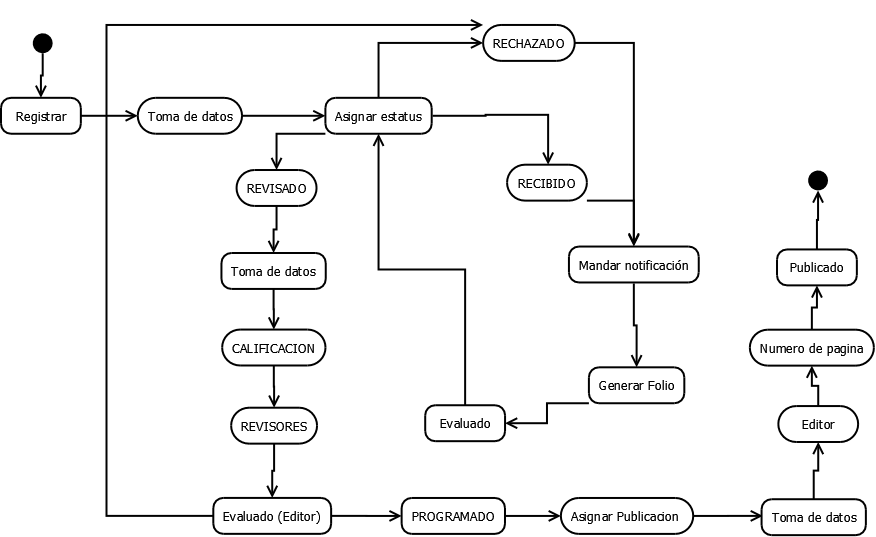 RECHAZADO
Registrar
Toma de datos
Asignar estatus
REVISADO
RECIBIDO
Toma de datos
Mandar notificación
Publicado
CALIFICACION
Numero de pagina
Generar Folio
REVISORES
Evaluado
Editor
Evaluado (Editor)
PROGRAMADO
Asignar Publicacion
Toma de datos